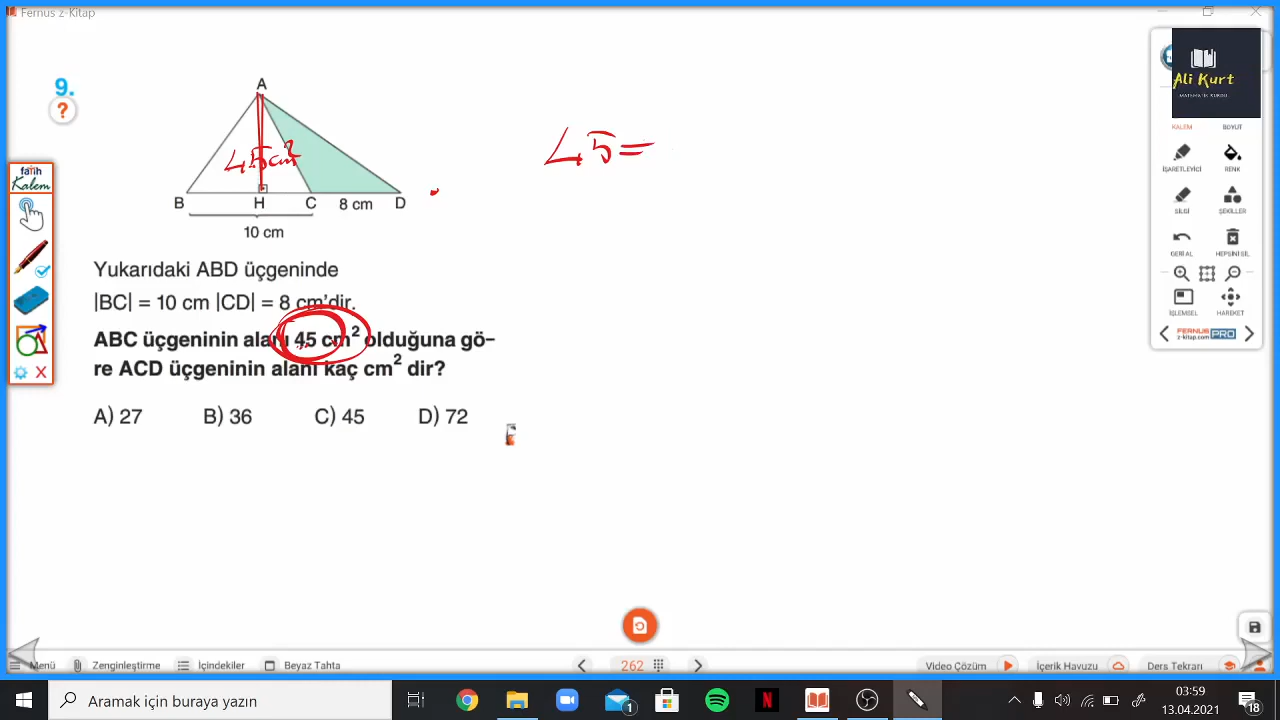 Fernus z-Kitap
9.
?
A
45 cm²
B H C 8 cm D
10 cm
45=
Yukarıdaki ABD üçgeninde
|BC| = 10 cm |CD| = 8 cm'dir.
ABC üçgeninin alanı 45 cm² olduğuna gö-
re ACD üçgeninin alanı kaç cm² dir?
A) 27 B) 36 C) 45 D) 72
fatih
Kalem
Ali Kurt
KALEM BOYUT
İŞARETLEYİCİ RENK
SİLGİ ŞEKİLLER
GERİ AL HEPSİNİ SİL
İŞLEMSEL HAREKET
FERNUS PRO
z-kitap.com
Menü Zenginleştirme İçindekiler Beyaz Tahta 262 Video Çözüm İçerik Havuzu Ders Tekrarı
Aramak için buraya yazın
1
03:59
13.04.2021
18